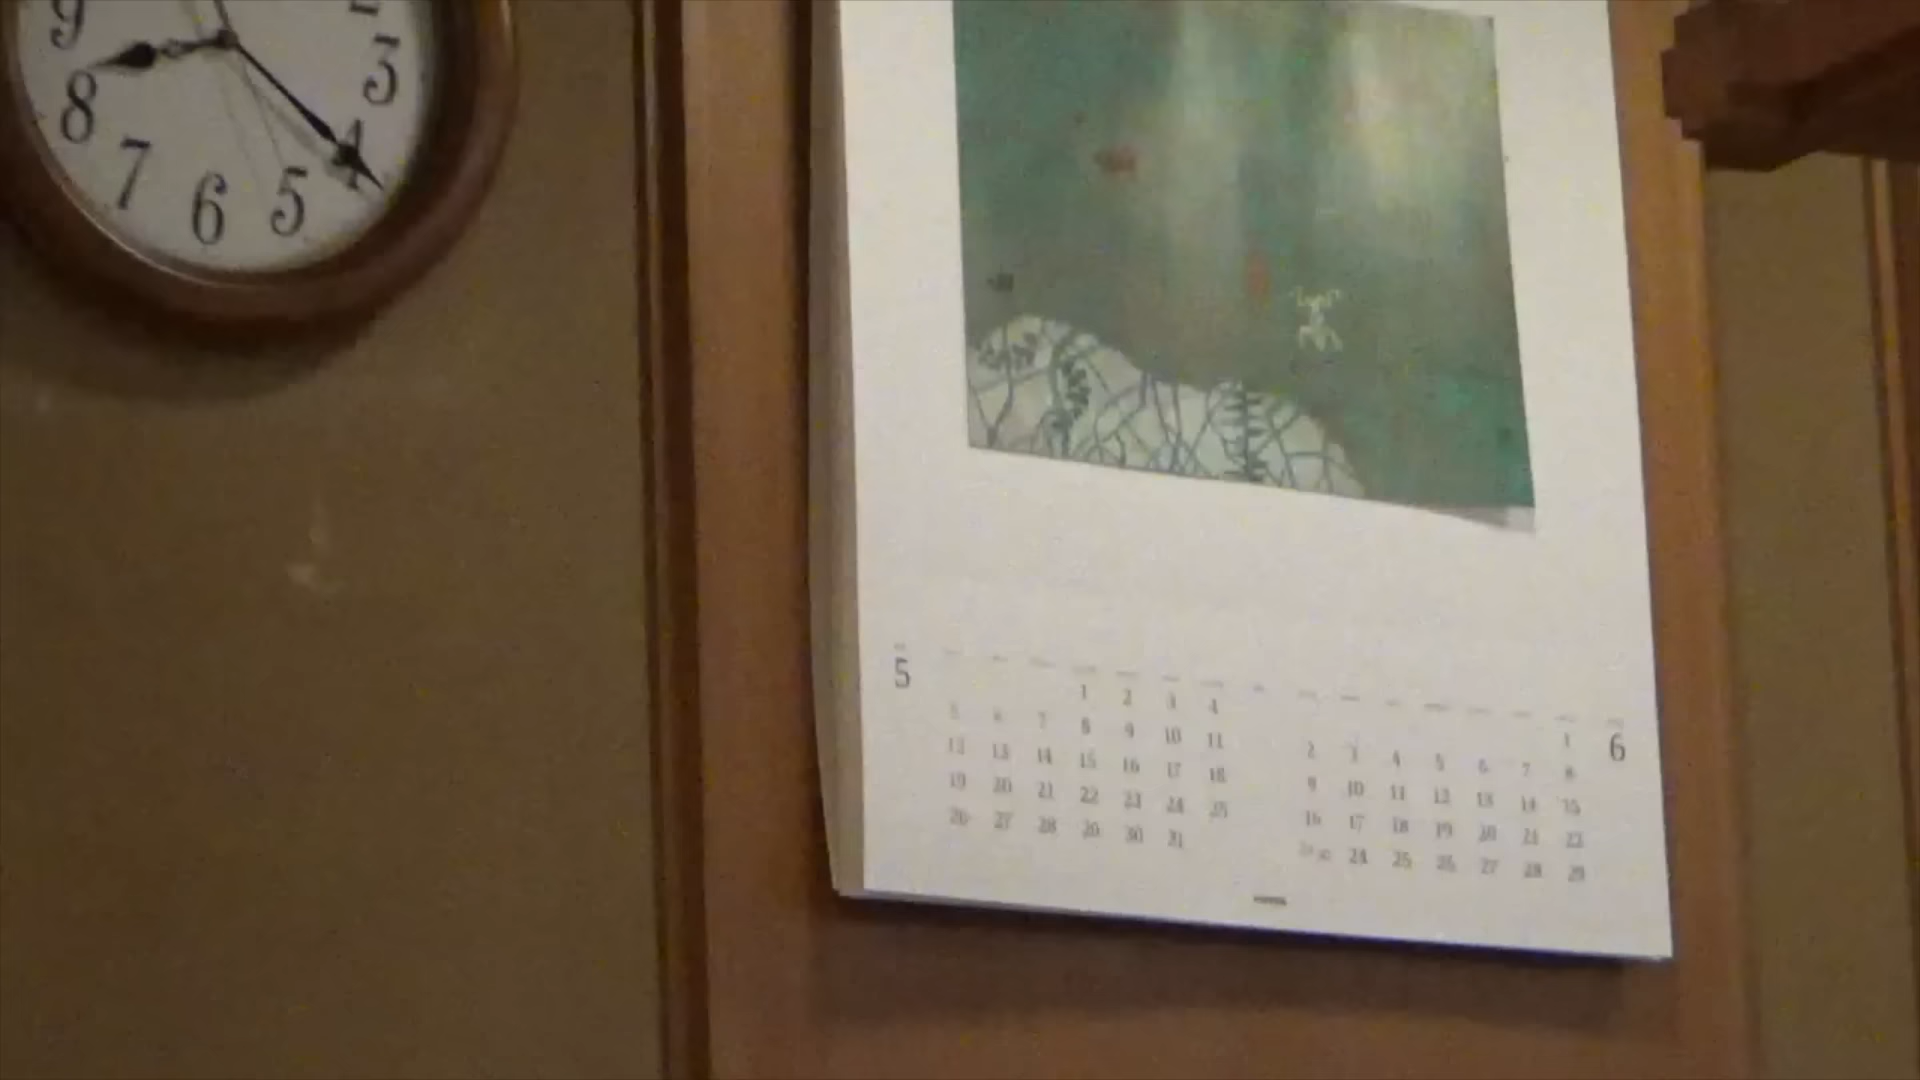 9
3
8
4
7
6
5
5
1 2 3 4
5 6 7 8 9 10 11
12 13 14 15 16 17 18
19 20 21 22 23 24 25
26 27 28 29 30 31
6
1
2 3 4 5 6 7 8
9 10 11 12 13 14 15
16 17 18 19 20 21 22
24 25 26 27 28 29